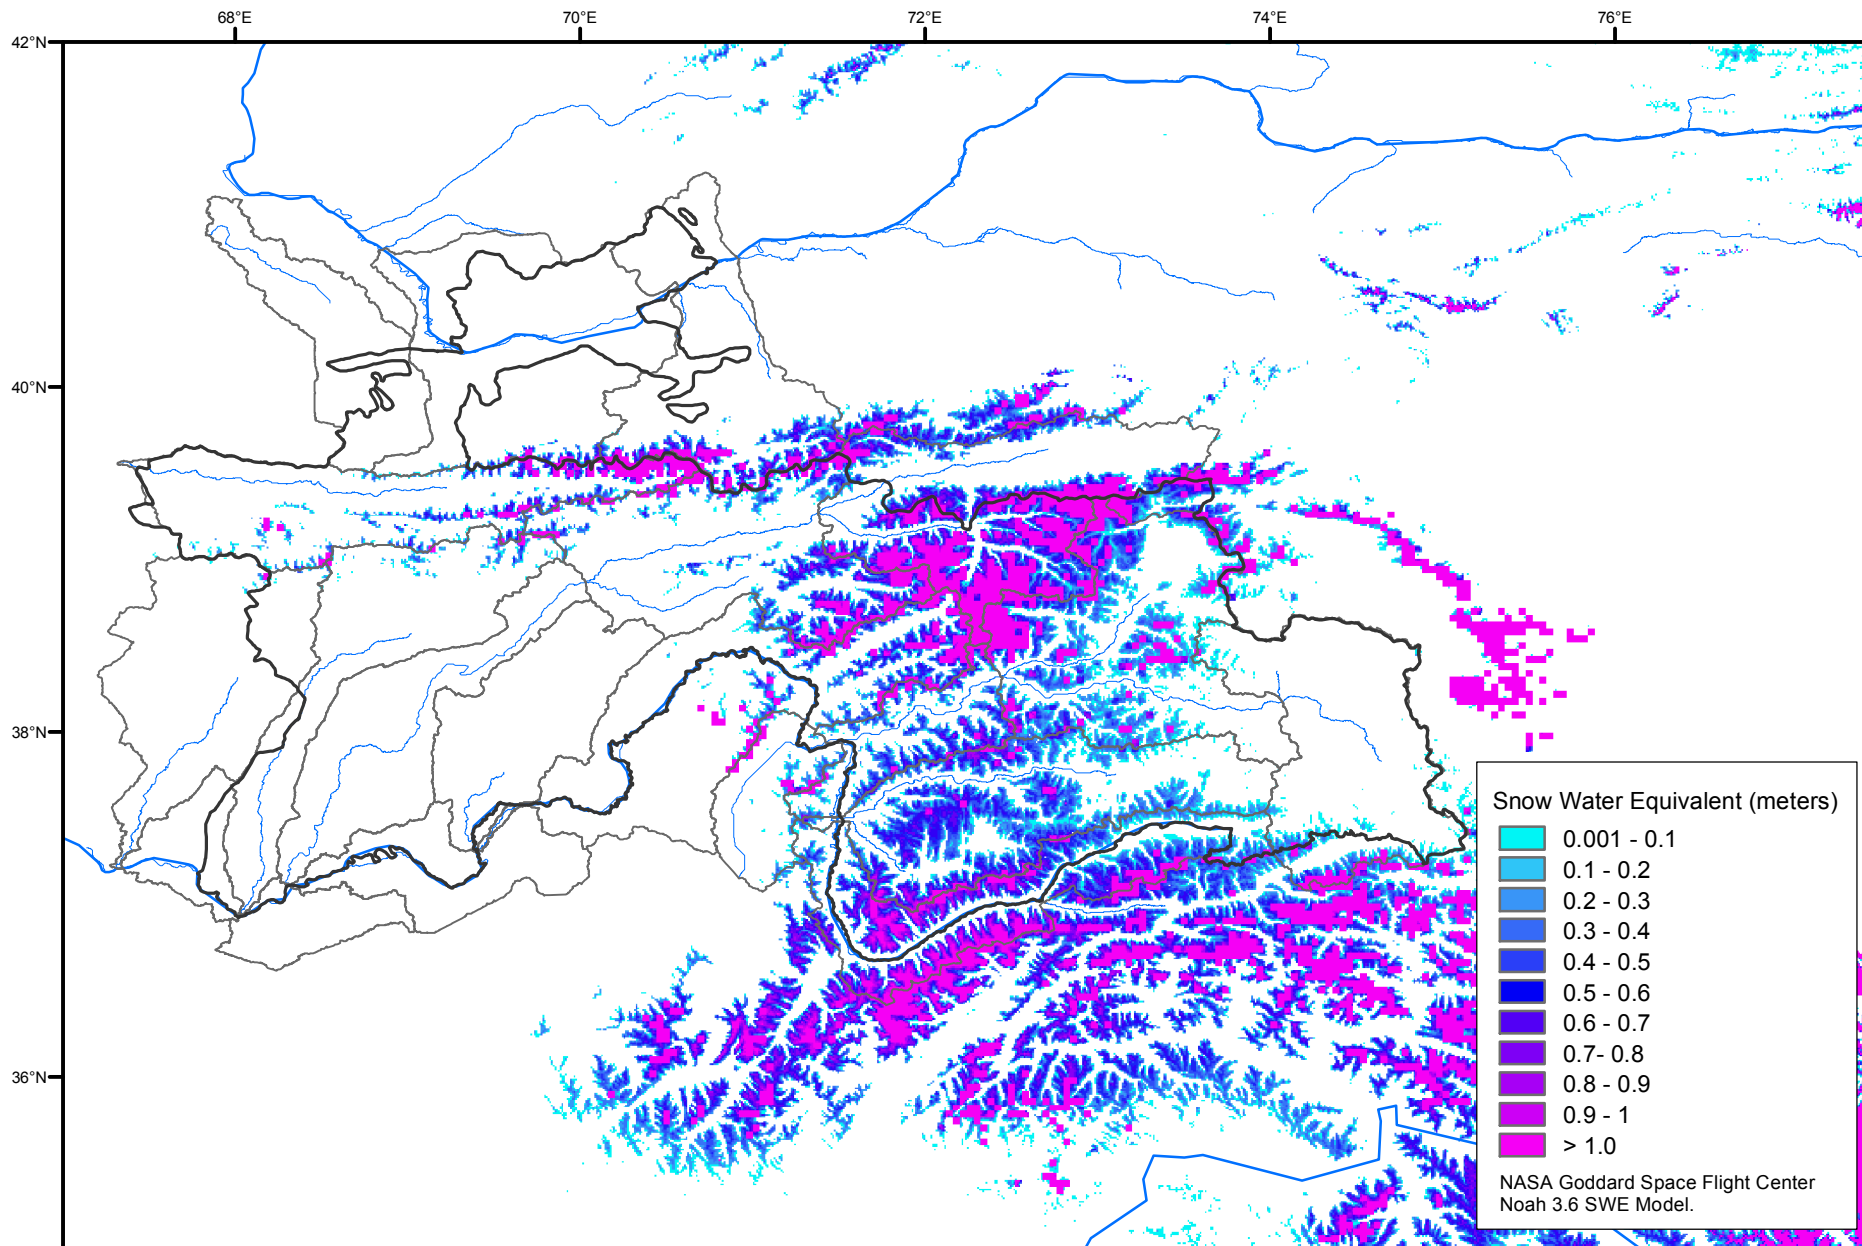 68°E
70°E
72°E
74°E
76°E
42°N
40°N
38°N
36°N
Snow Water Equivalent (meters)
0.001 - 0.1
0.1 - 0.2
0.2 - 0.3
0.3 - 0.4
0.4 - 0.5
0.5 - 0.6
0.6 - 0.7
0.7- 0.8
0.8 - 0.9
0.9 - 1
> 1.0
NASA Goddard Space Flight Center
Noah 3.6 SWE Model.